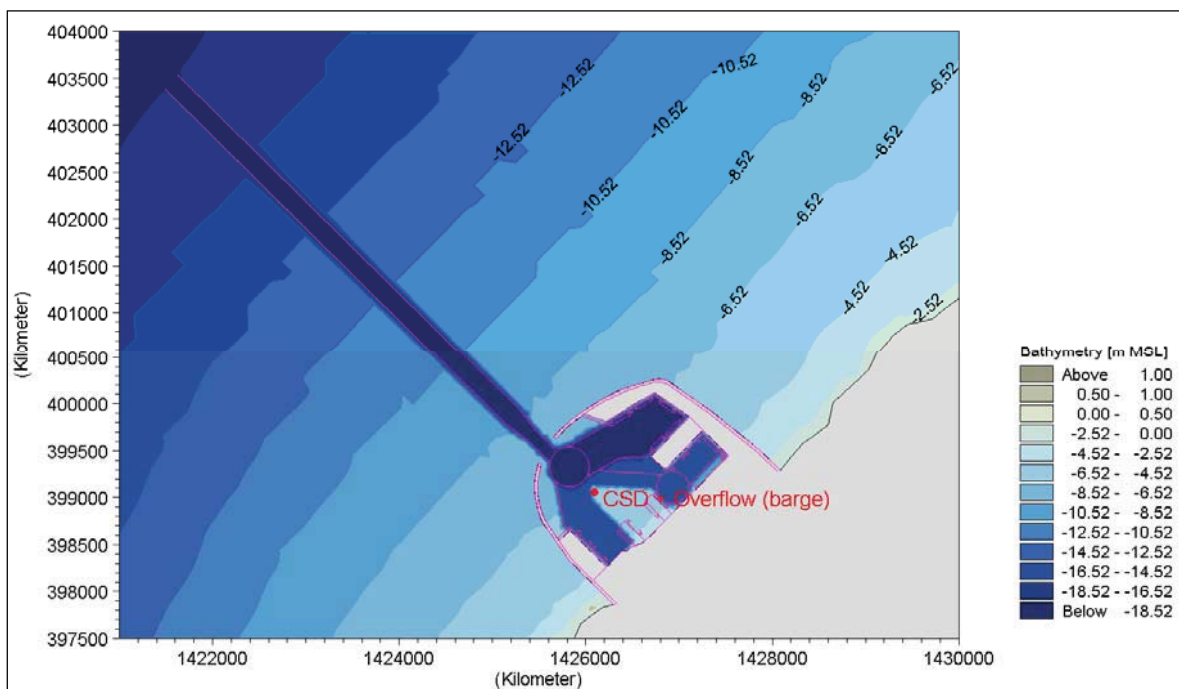 404000
403500
403000
402500
402000
401500
401000
400500
400000
399500
399000
398500
398000
397500
(Kilometer)
1422000
1424000
1426000
1428000
1430000
(Kilometer)
-12.52
-10.52
-8.52
-6.52
-12.52
-10.52
-8.52
-6.52
-10.52
-8.52
-6.52
-4.52
-6.52
-4.52
-2.52
CSD + Overflow (barge)
Bathymetry [m MSL]
Above 1.00
0.50 - 1.00
0.00 - 0.50
-2.52 - 0.00
-4.52 - -2.52
-6.52 - -4.52
-8.52 - -6.52
-10.52 - -8.52
-12.52 - -10.52
-14.52 - -12.52
-16.52 - -14.52
-18.52 - -16.52
Below -18.52